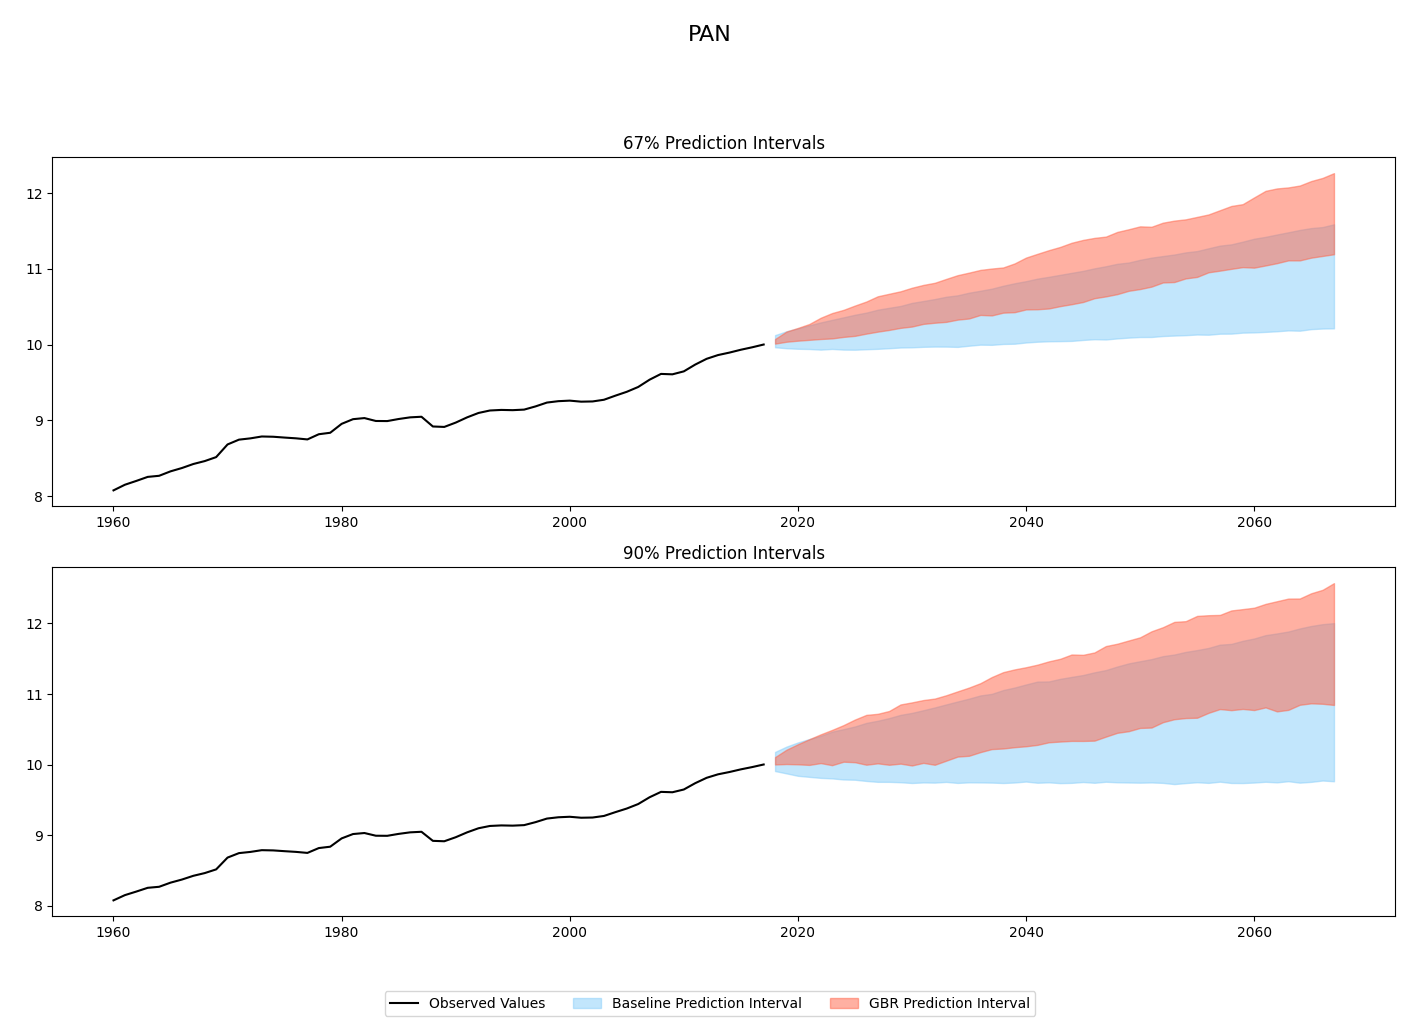 PAN
67% Prediction Intervals
12
11
10
9
8
1960 1980 2000 2020 2040 2060
90% Prediction Intervals
12
11
10
9
8
1960 1980 2000 2020 2040 2060
Observed Values Baseline Prediction Interval GBR Prediction Interval